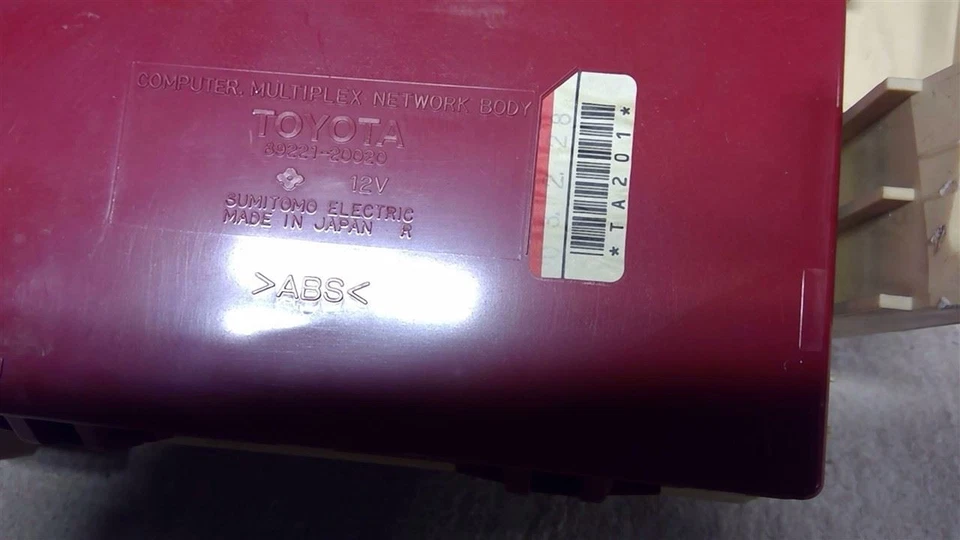 COMPUTER, MULTIPLEX NETWORK BODY
TOYOTA
89221-20020
12V
SUMITOMO ELECTRIC
MADE IN JAPAN R
>ABS<
*TA201*